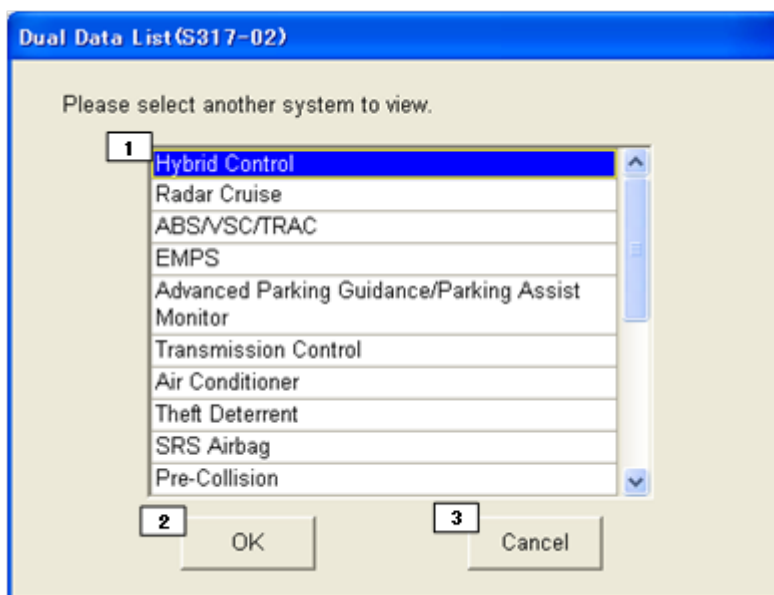 Dual Data List(S317-02)
Please select another system to view.
1
Hybrid Control
Radar Cruise
ABS/VSC/TRAC
EMPS
Advanced Parking Guidance/Parking Assist
Monitor
Transmission Control
Air Conditioner
Theft Deterrent
SRS Airbag
Pre-Collision
2
OK
3
Cancel